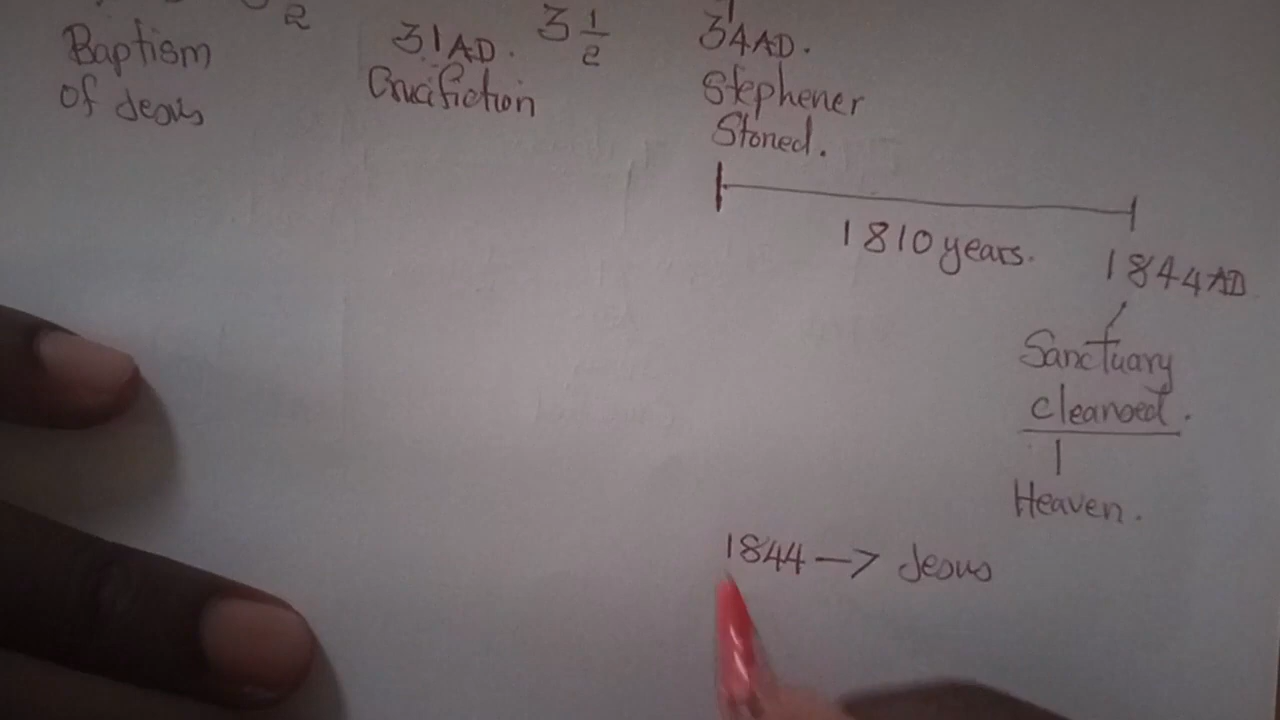 2
Baptism
of Jesus
31 AD.
Crucifiction
3 1/2
34 AD.
Stephener
Stoned.
1810 years.
1844 AD
Sanctuary
cleansed.
Heaven.
1844 —> Jesus